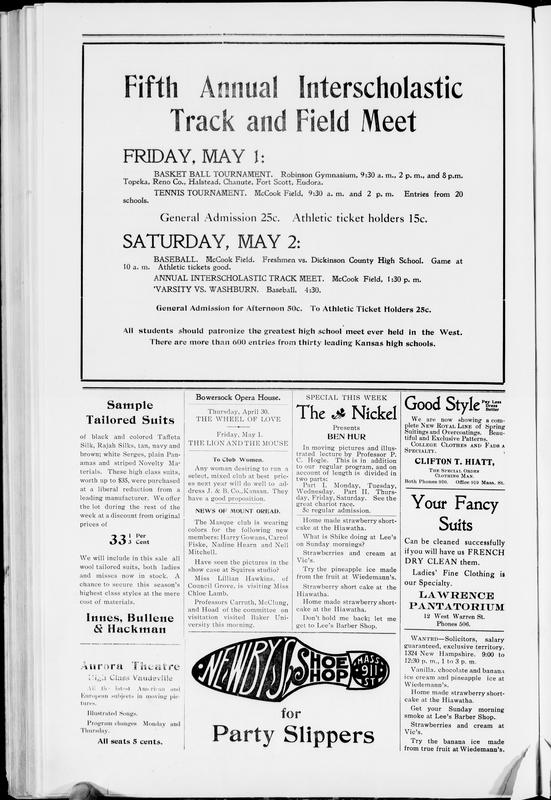 Fifth Annual Interscholastic
Track and Field Meet
FRIDAY, MAY 1:
BASKET BALL TOURNAMENT. Robinson Gymnasium, 9:30 a. m., 2 p. m., and 8 p.m.
Topeka, Reno Co., Halstead, Chanute, Fort Scott, Eudora.
TENNIS TOURNAMENT. McCook Field, 9:30 a. m. and 2 p. m. Entries from 20
schools.
General Admission 25c. Athletic ticket holders 15c.
SATURDAY, MAY 2:
BASEBALL. McCook Field. Freshmen vs. Dickinson County High School. Game at
10 a. m. Athletic tickets good.
ANNUAL INTERSCHOLASTIC TRACK MEET. McCook Field, 1:30 p. m.
'VARSITY VS. WASHBURN. Baseball, 4:30.
General Admission for Afternoon 50c. To Athletic Ticket Holders 25c.
All students should patronize the greatest high school meet ever held in the West.
There are more than 600 entries from thirty leading Kansas high schools.
Sample
Tailored Suits
of black and colored Taffeta
Silk, Rajah Silks, tan, navy and
brown; white Serges, plain Pan-
amas and striped Novelty Ma-
terials. These high class suits,
worth up to $35, were purchased
at a liberal reduction from a
leading manufacturer. We offer
the lot during the rest of the
week at a discount from original
prices of
33 1/3 Per Cent
We will include in this sale all
wool tailored suits, both ladies
and misses now in stock. A
chance to secure this season's
highest class styles at the mere
cost of materials.
Innes, Bullene
& Hackman
Aurora Theatre
High Class Vaudeville
All the latest American and
European subjects in moving pic-
tures.
Illustrated Songs.
Program changes Monday and
Thursday.
All seats 5 cents.
Bowersock Opera House.
Thursday, April 30.
THE WHEEL OF LOVE
Friday, May 1.
THE LION AND THE MOUSE
To Club Women.
Any woman desiring to run a
select, mixed club at best pric-
es next year will do well to ad-
dress J. & B. Co., Kansan. They
have a good proposition.
NEWS OF MOUNT OREAD.
The Masque club is wearing
colors for the following new
members: Harry Gowans, Carrol
Fiske, Nadine Hearn and Nell
Mitchell.
Have seen the pictures in the
show case at Squires studio?
Miss Lillian Hawkins, of
Council Grove, is visiting Miss
Chloe Lamb.
Professors Carruth, McClung,
and Hoad of the committee on
visitation visited Baker Uni-
versity this morning.
SPECIAL THIS WEEK
The Nickel
Presents
BEN HUR
In moving pictures and illus-
trated lecture by Professor P.
C. Hogle. This is in addition
to our regular program, and on
account of length is divided in
two parts:
Part I. Monday, Tuesday,
Wednesday. Part II. Thurs-
day, Friday, Saturday. See the
great chariot race.
5c regular admission.
Home made strawberry short-
cake at the Hiawatha.
What is Shike doing at Lee's
on Sunday mornings?
Strawberries and cream at
Vic's.
Try the pineapple ice made
from the fruit at Wiedemann's.
Strawberry short cake at the
Hiawatha.
Home made strawberry short-
cake at the Hiawatha.
Don't hold me back; let me
get to Lee's Barber Shop.
NEWBY'S SHOE SHOP 911 MASS. ST.
for
Party Slippers
Good Style Pay Less Dress Better
We are now showing a com-
plete NEW ROYAL LINE of Spring
Suitings and Overcoatings. Beau-
tiful and Exclusive Patterns.
COLLEGE CLOTHES AND FADS A
SPECIALTY.
CLIFTON T. HIATT,
THE SPECIAL ORDER
CLOTHING MAN.
Both Phones 920. Office 919 Mass. St.
Your Fancy
Suits
Can be cleaned successfully
if you will have us FRENCH
DRY CLEAN them.
Ladies' Fine Clothing is
our Specialty.
LAWRENCE
PANTATORIUM
12 West Warren St.
Phones 506.
WANTED—Solicitors, salary
guaranteed, exclusive territory.
1324 New Hampshire. 9:00 to
12:30 p. m., 1 to 3 p. m.
Vanilla, chocolate and banana
ice cream and pineapple ice at
Wiedemann's.
Home made strawberry short-
cake at the Hiawatha.
Get your Sunday morning
smoke at Lee's Barber Shop.
Strawberries and cream at
Vic's.
Try the banana ice made
from true fruit at Wiedemann's.